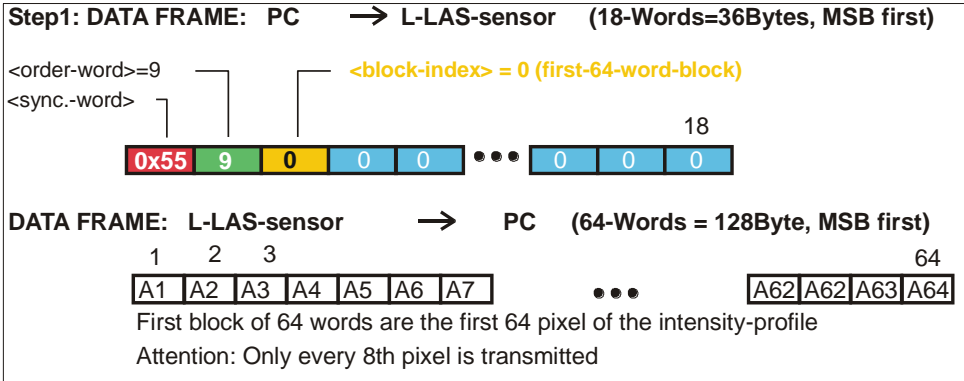 Step1: DATA FRAME: PC → L-LAS-sensor (18-Words=36Bytes, MSB first)
<order-word>=9
<block-index> = 0 (first-64-word-block)
<sync.-word>
18
0x55 9 0 0 0 ••• 0 0 0
DATA FRAME: L-LAS-sensor → PC (64-Words = 128Byte, MSB first)
1 2 3 64
A1 A2 A3 A4 A5 A6 A7 ••• A62 A62 A63 A64
First block of 64 words are the first 64 pixel of the intensity-profile
Attention: Only every 8th pixel is transmitted